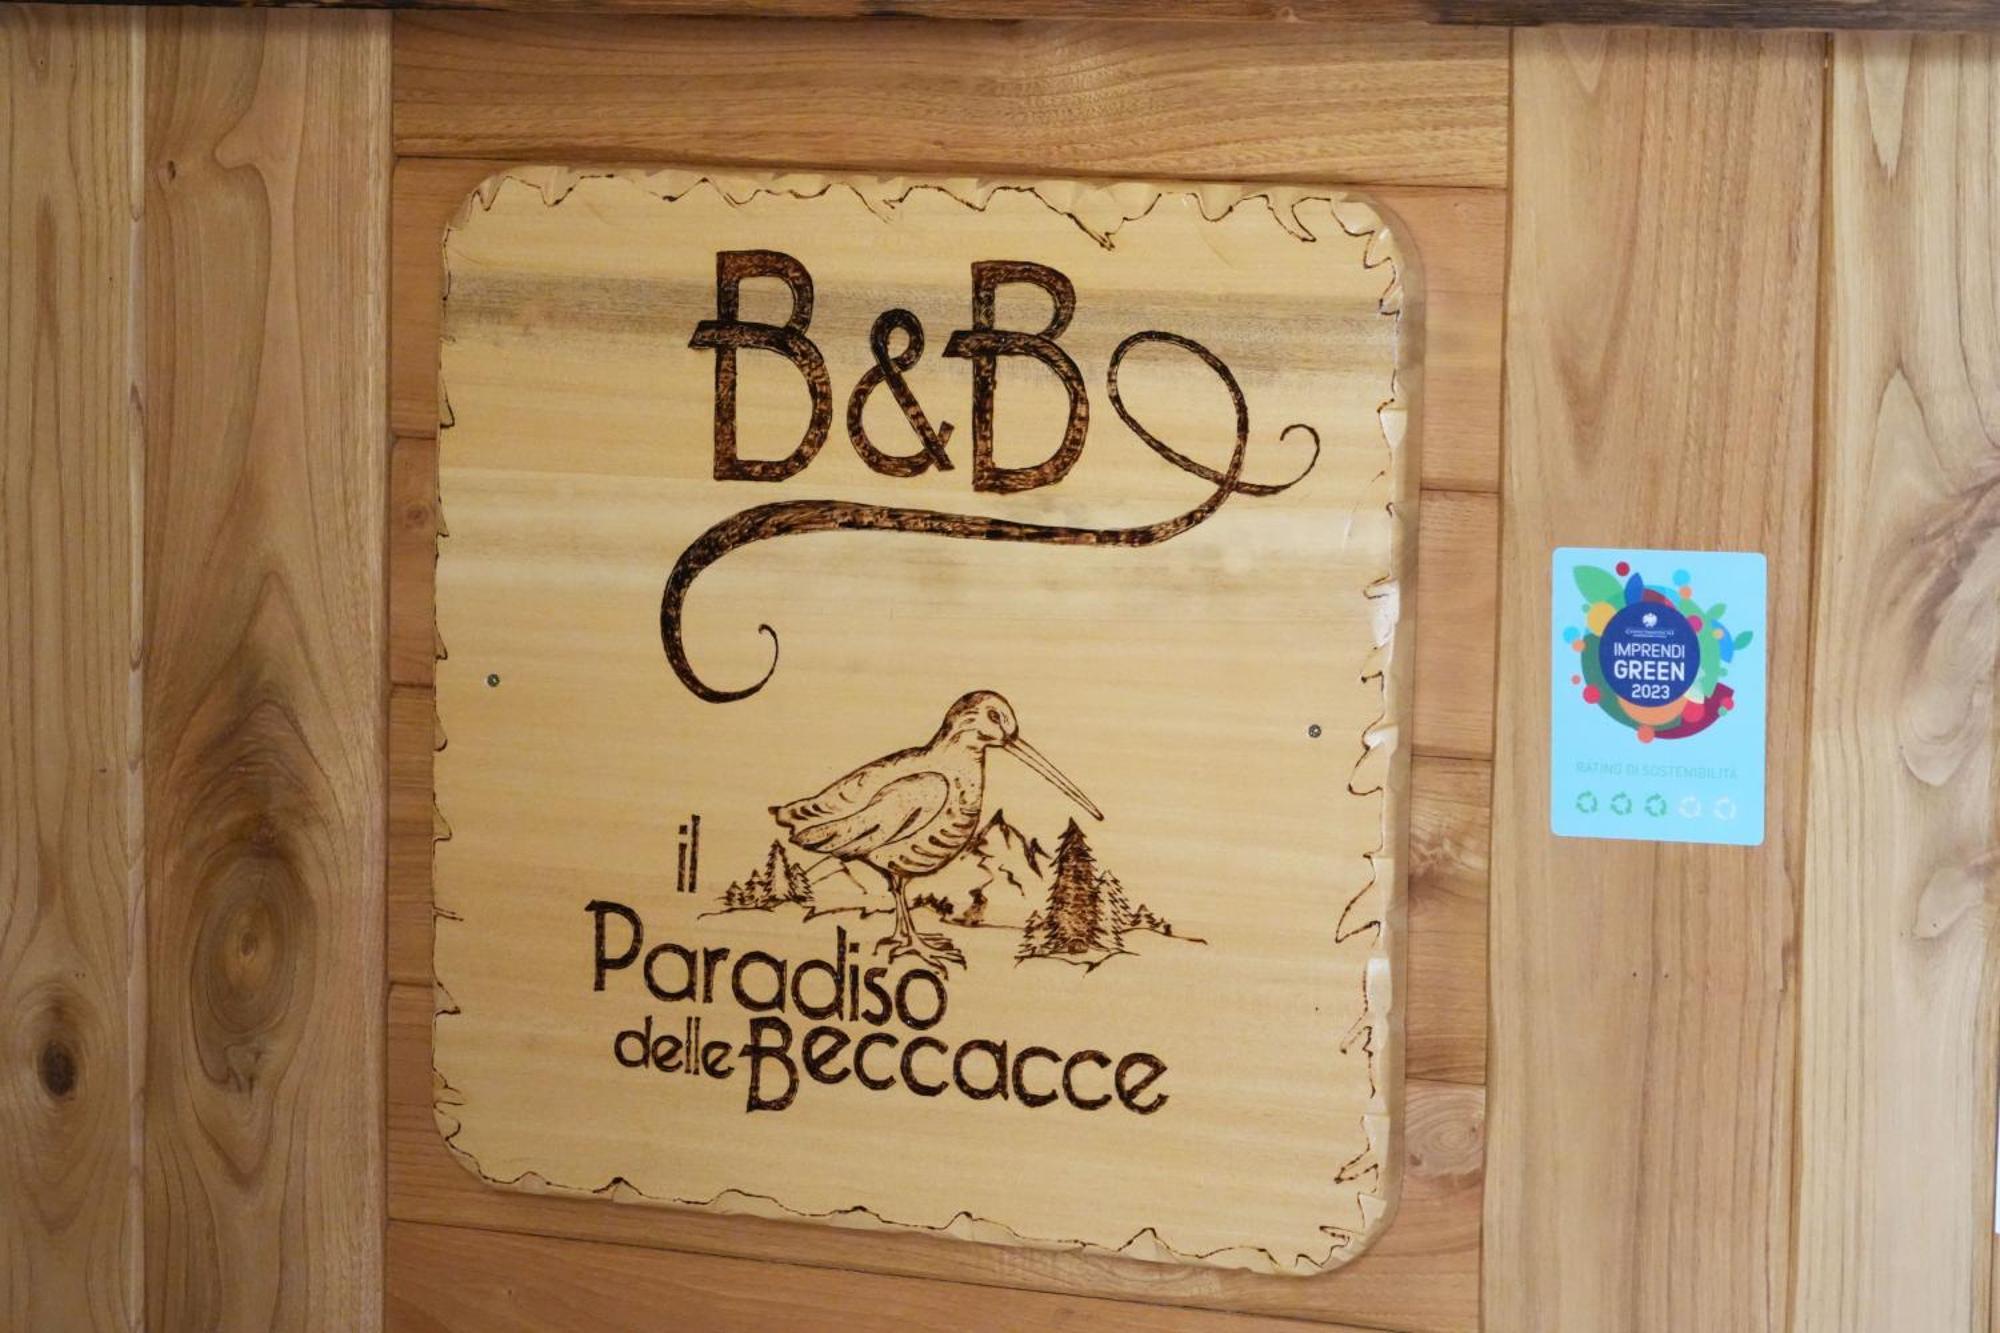 B&B
il
Paradiso
delle Beccacce
IMPRENDI
GREEN
2023
RATING DI SOSTENIBILITÀ